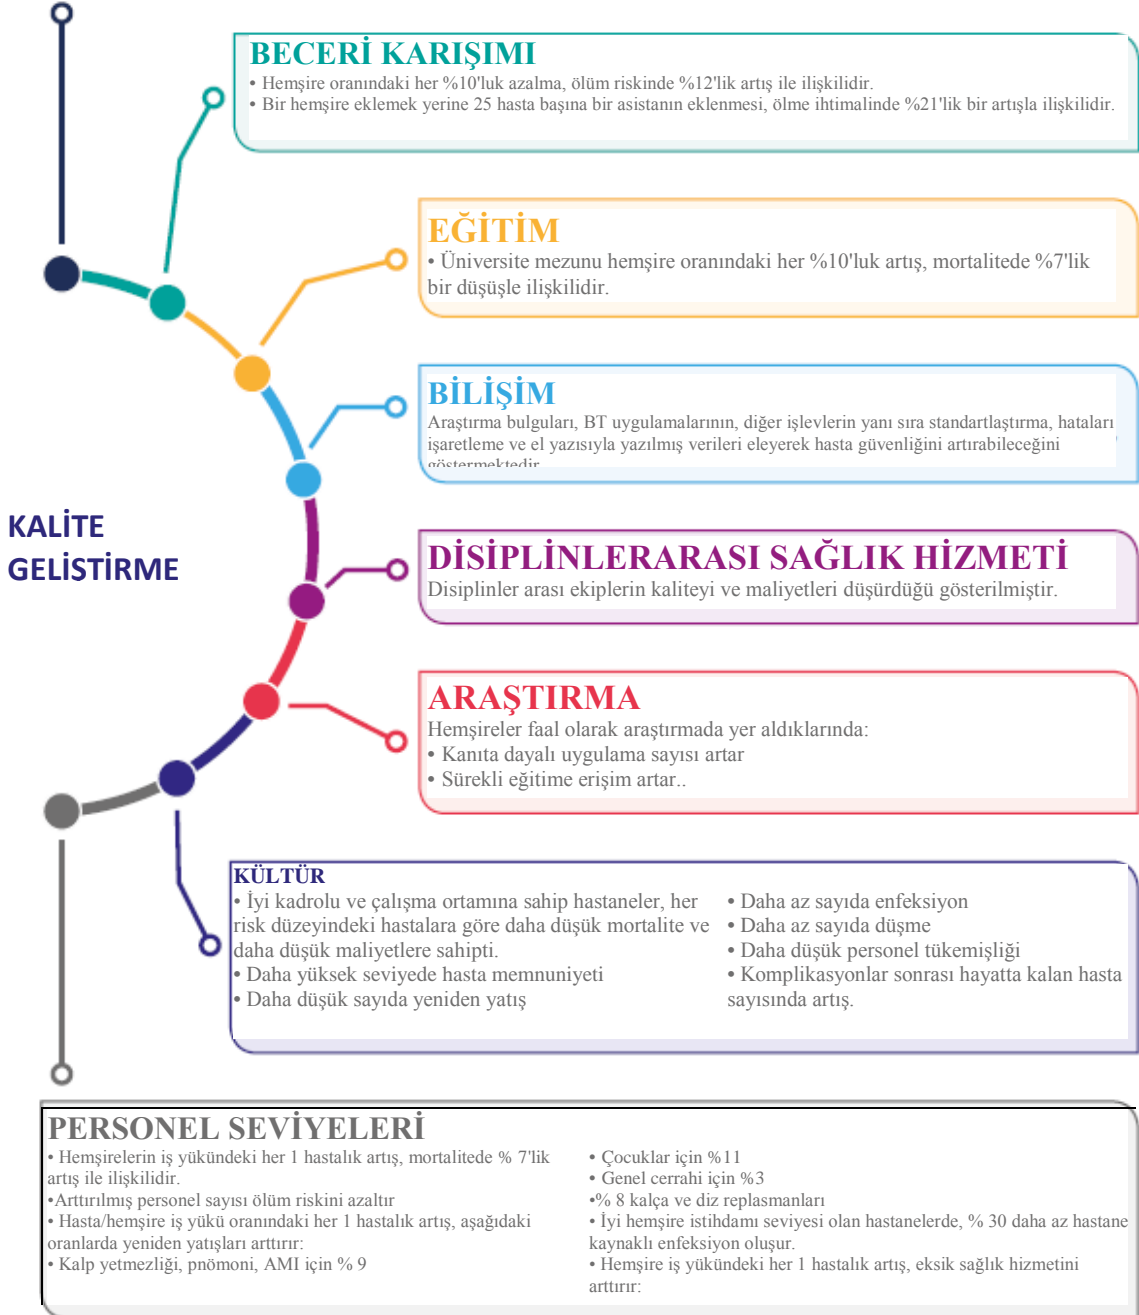 BECERİ KARIŞIMI
• Hemşire oranındaki her %10'luk azalma, ölüm riskinde %12'lik artış ile ilişkilidir.
• Bir hemşire eklemek yerine 25 hasta başına bir asistanın eklenmesi, ölme ihtimalinde %21'lik bir artışla ilişkilidir.
EĞİTİM
• Üniversite mezunu hemşire oranındaki her %10'luk artış, mortalitede %7'lik
bir düşüşle ilişkilidir.
BİLİŞİM
Araştırma bulguları, BT uygulamalarının, diğer işlevlerin yanı sıra standartlaştırma, hataları
işaretleme ve el yazısıyla yazılmış verileri eleyerek hasta güvenliğini artırabileceğini
göstermektedir
KALİTE
GELİSTİRME
DİSİPLİNLERARASI SAĞLIK HİZMETİ
Disiplinler arası ekiplerin kaliteyi ve maliyetleri düşürdüğü gösterilmiştir.
ARAŞTIRMA
Hemşireler faal olarak araştırmada yer aldıklarında:
• Kanıta dayalı uygulama sayısı artar
• Sürekli eğitime erişim artar..
KÜLTÜR
• İyi kadrolu ve çalışma ortamına sahip hastaneler, her
risk düzeyindeki hastalara göre daha düşük mortalite ve
daha düşük maliyetlere sahipti.
• Daha yüksek seviyede hasta memnuniyeti
• Daha düşük sayıda yeniden yatış
• Daha az sayıda enfeksiyon
• Daha az sayıda düşme
• Daha düşük personel tükemişliği
• Komplikasyonlar sonrası hayatta kalan hasta
sayısında artış.
PERSONEL SEVİYELERİ
• Hemşirelerin iş yükündeki her 1 hastalık artış, mortalitede % 7'lik
artış ile ilişkilidir.
•Arttırılmış personel sayısı ölüm riskini azaltır
• Hasta/hemşire iş yükü oranındaki her 1 hastalık artış, aşağıdaki
oranlarda yeniden yatışları arttırır:
• Kalp yetmezliği, pnömoni, AMI için % 9
• Çocuklar için %11
• Genel cerrahi için %3
•% 8 kalça ve diz replasmanları
• İyi hemşire istihdamı seviyesi olan hastanelerde, % 30 daha az hastane
kaynaklı enfeksiyon oluşur.
• Hemşire iş yükündeki her 1 hastalık artış, eksik sağlık hizmetini
arttırır: